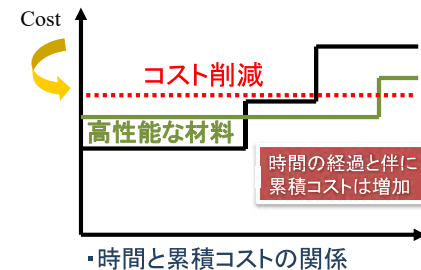 Cost
コスト削減
高性能な材料
時間の経過と伴に
累積コストは増加
・時間と累積コストの関係